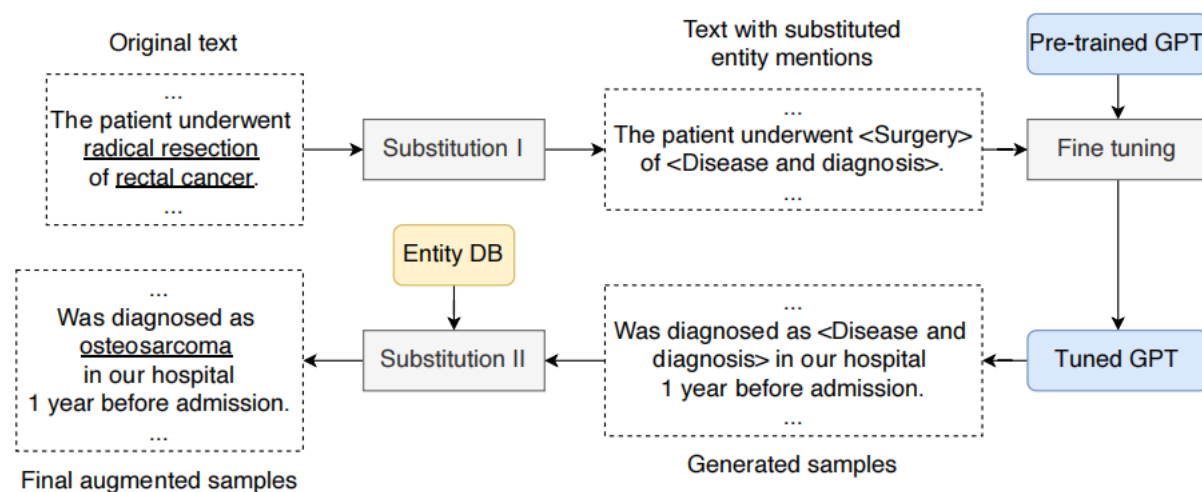 Original text
...
The patient underwent
radical resection
of rectal cancer.
...
Substitution I
Text with substituted
entity mentions
...
The patient underwent <Surgery>
of <Disease and diagnosis>.
...
Pre-trained GPT
Fine tuning
Tuned GPT
...
Was diagnosed as <Disease and
diagnosis> in our hospital
1 year before admission.
...
Generated samples
Entity DB
Substitution II
...
Was diagnosed as
osteosarcoma
in our hospital
1 year before admission.
...
Final augmented samples